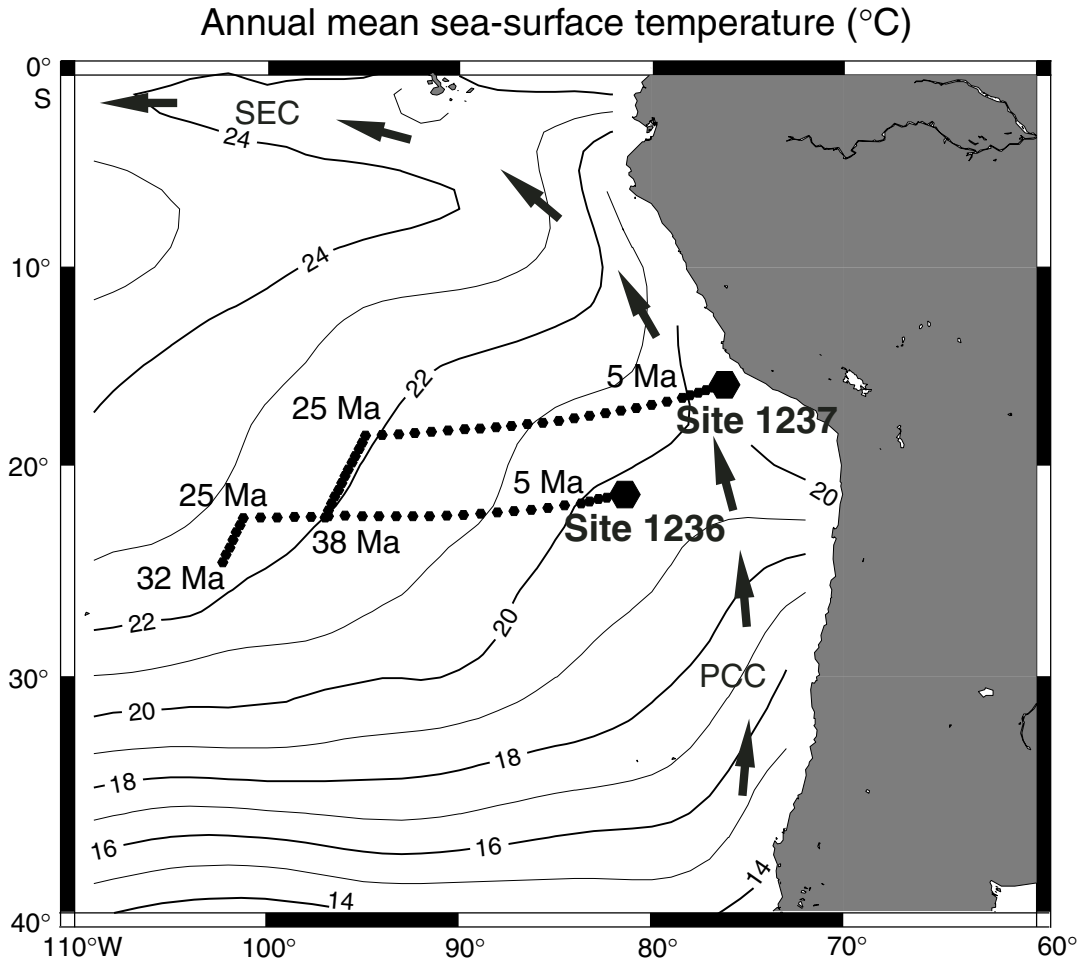 Annual mean sea-surface temperature (°C)
0°
S
SEC
24
10°
24
22
5 Ma
25 Ma
Site 1237
20°
25 Ma
5 Ma
20
38 Ma
Site 1236
32 Ma
22
20
30°
PCC
20
18
18
16
16
14
14
40°
110°W
100°
90°
80°
70°
60°